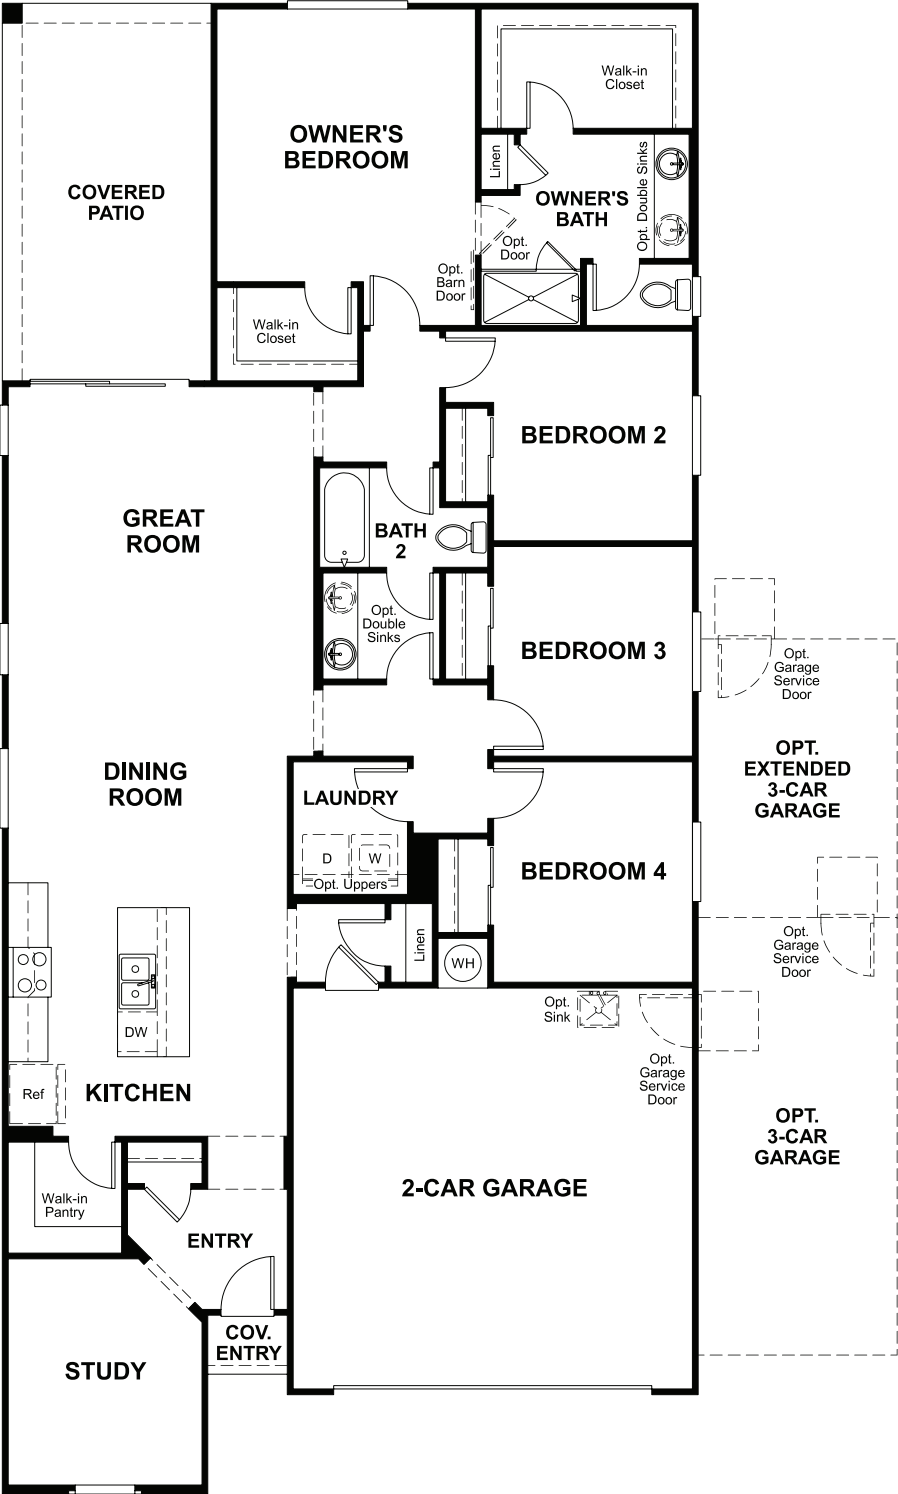 Walk-in
Closet
OWNER'S
BEDROOM
COVERED
PATIO
Linen
Opt. Double Sinks
OWNER'S
BATH
Opt.
Door
Opt.
Barn
Door
Walk-in
Closet
BEDROOM 2
GREAT
ROOM
BATH
2
Opt.
Double
Sinks
BEDROOM 3
Opt.
Garage
Service
Door
OPT.
EXTENDED
3-CAR
GARAGE
DINING
ROOM
LAUNDRY
D
W
Opt. Uppers
BEDROOM 4
Linen
WH
Opt.
Garage
Service
Door
Opt.
Sink
DW
Opt.
Garage
Service
Door
Ref
KITCHEN
OPT.
3-CAR
GARAGE
2-CAR GARAGE
Walk-in
Pantry
ENTRY
COV.
ENTRY
STUDY